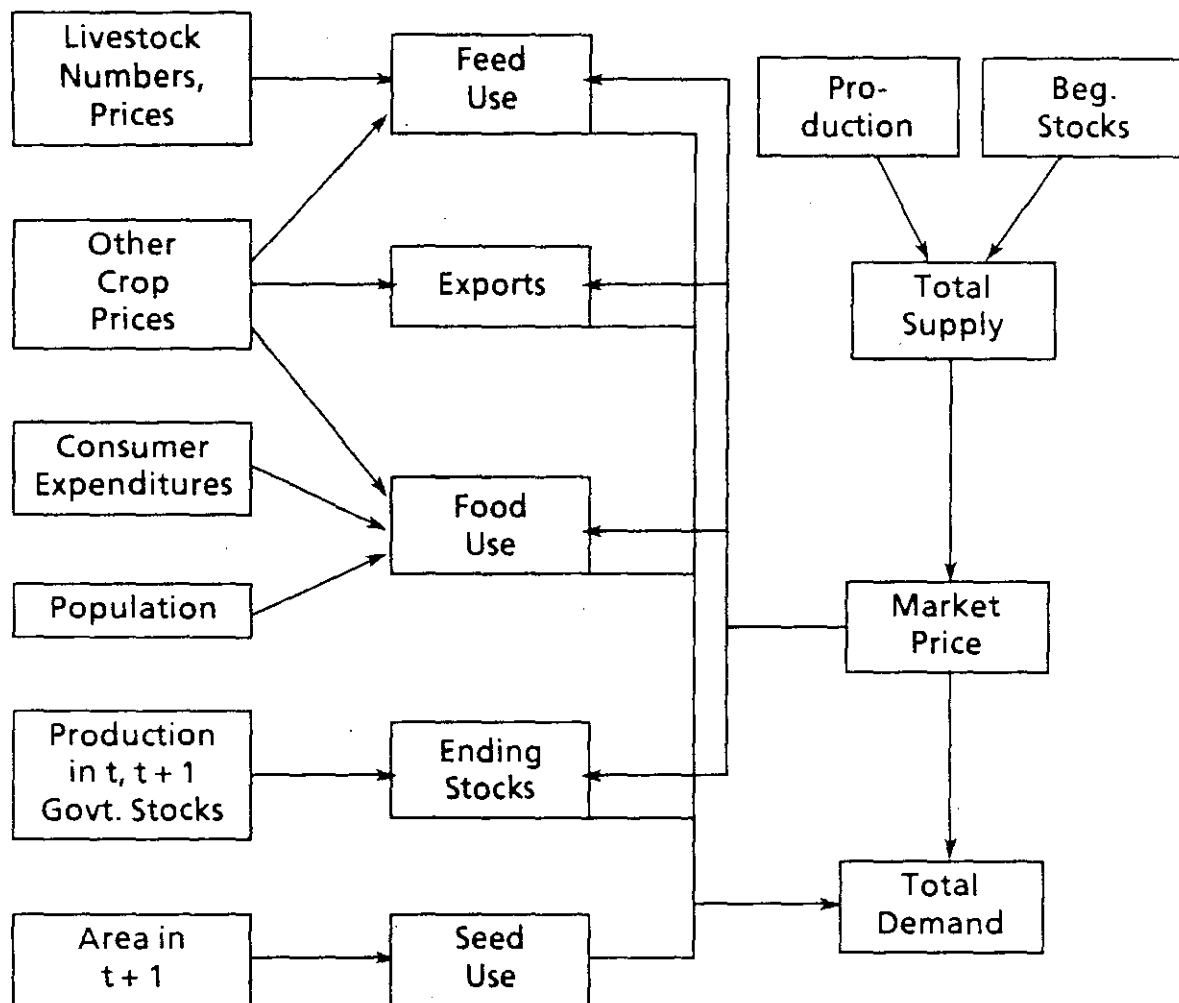 Livestock
Numbers,
Prices
Feed
Use
Pro-
duction
Beg.
Stocks
Other
Crop
Prices
Exports
Total
Supply
Consumer
Expenditures
Food
Use
Population
Market
Price
Production
in t, t + 1
Govt. Stocks
Ending
Stocks
Total
Demand
Area in
t + 1
Seed
Use